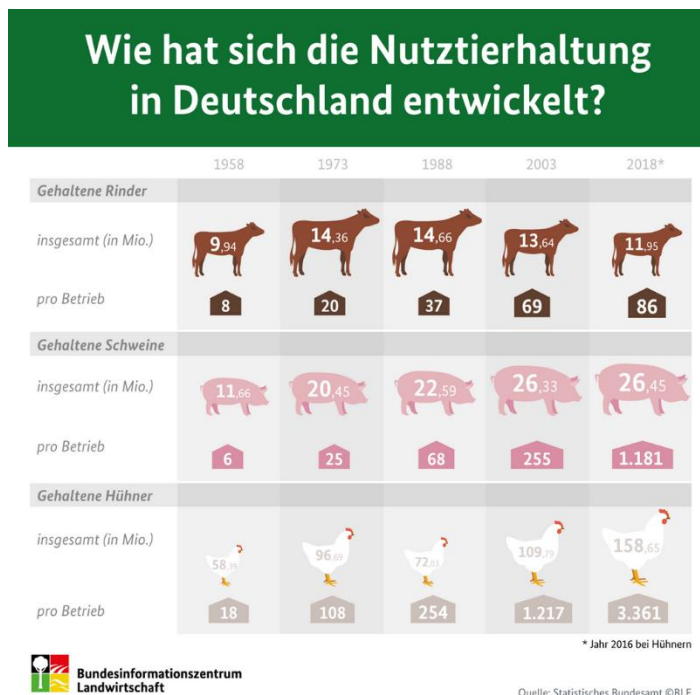 Wie hat sich die Nutztierhaltung
in Deutschland entwickelt?
1958 1973 1988 2003 2018*
Gehaltene Rinder
insgesamt (in Mio.) 9,94 14,36 14,66 13,64 11,95
pro Betrieb 8 20 37 69 86
Gehaltene Schweine
insgesamt (in Mio.) 11,66 20,45 22,59 26,33 26,45
pro Betrieb 6 25 68 255 1.181
Gehaltene Hühner
insgesamt (in Mio.) 96,69 109,79 158,65
pro Betrieb 18 108 254 1.217 3.361
* Jahr 2016 bei Hühnern
Bundesinformationszentrum
Landwirtschaft
Quelle: Statistisches Bundesamt ©BLE